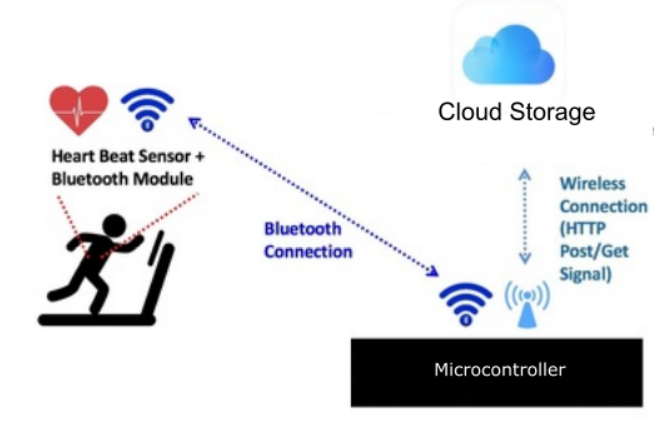 Cloud Storage
Heart Beat Sensor +
Bluetooth Module
Bluetooth
Connection
Wireless
Connection
(HTTP
Post/Get
Signal)
Microcontroller